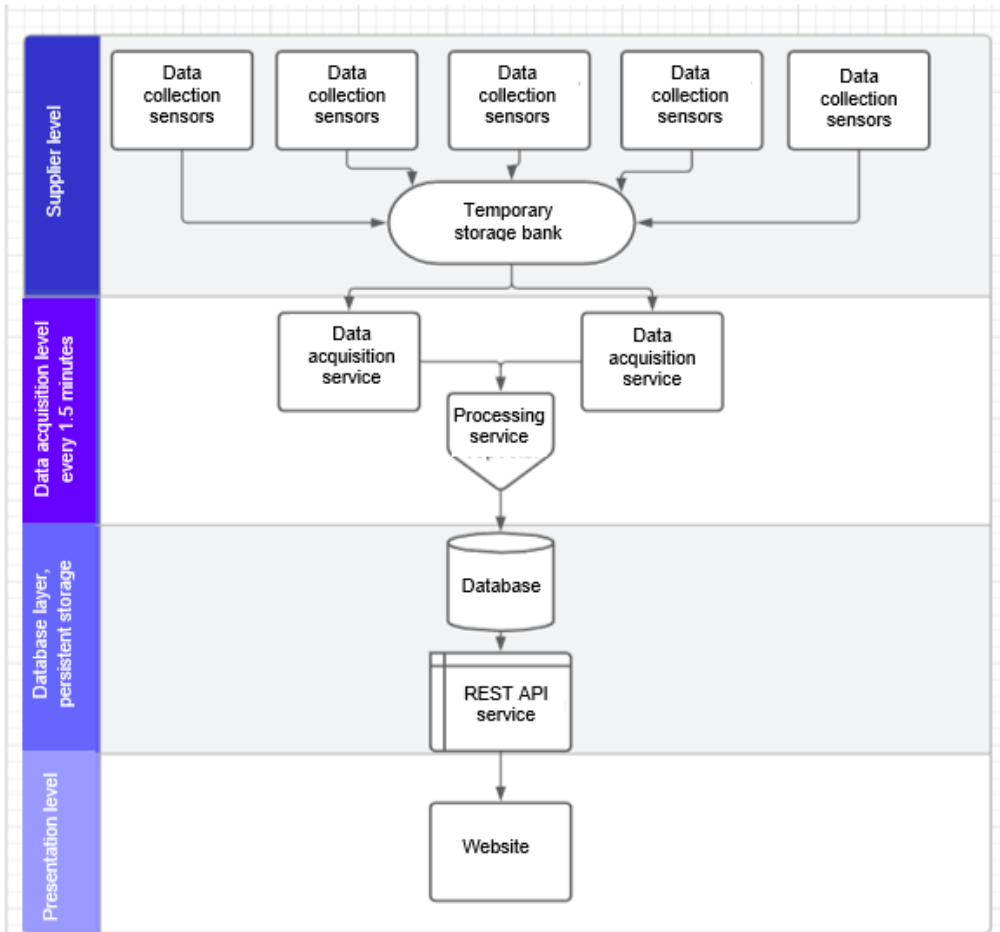 Supplier level
Data
collection
sensors
Data
collection
sensors
Data
collection
sensors
Data
collection
sensors
Data
collection
sensors
Temporary
storage bank
Data acquisition level
every 1.5 minutes
Data
acquisition
service
Data
acquisition
service
Processing
service
Database layer,
persistent storage
Database
REST API
service
Presentation level
Website